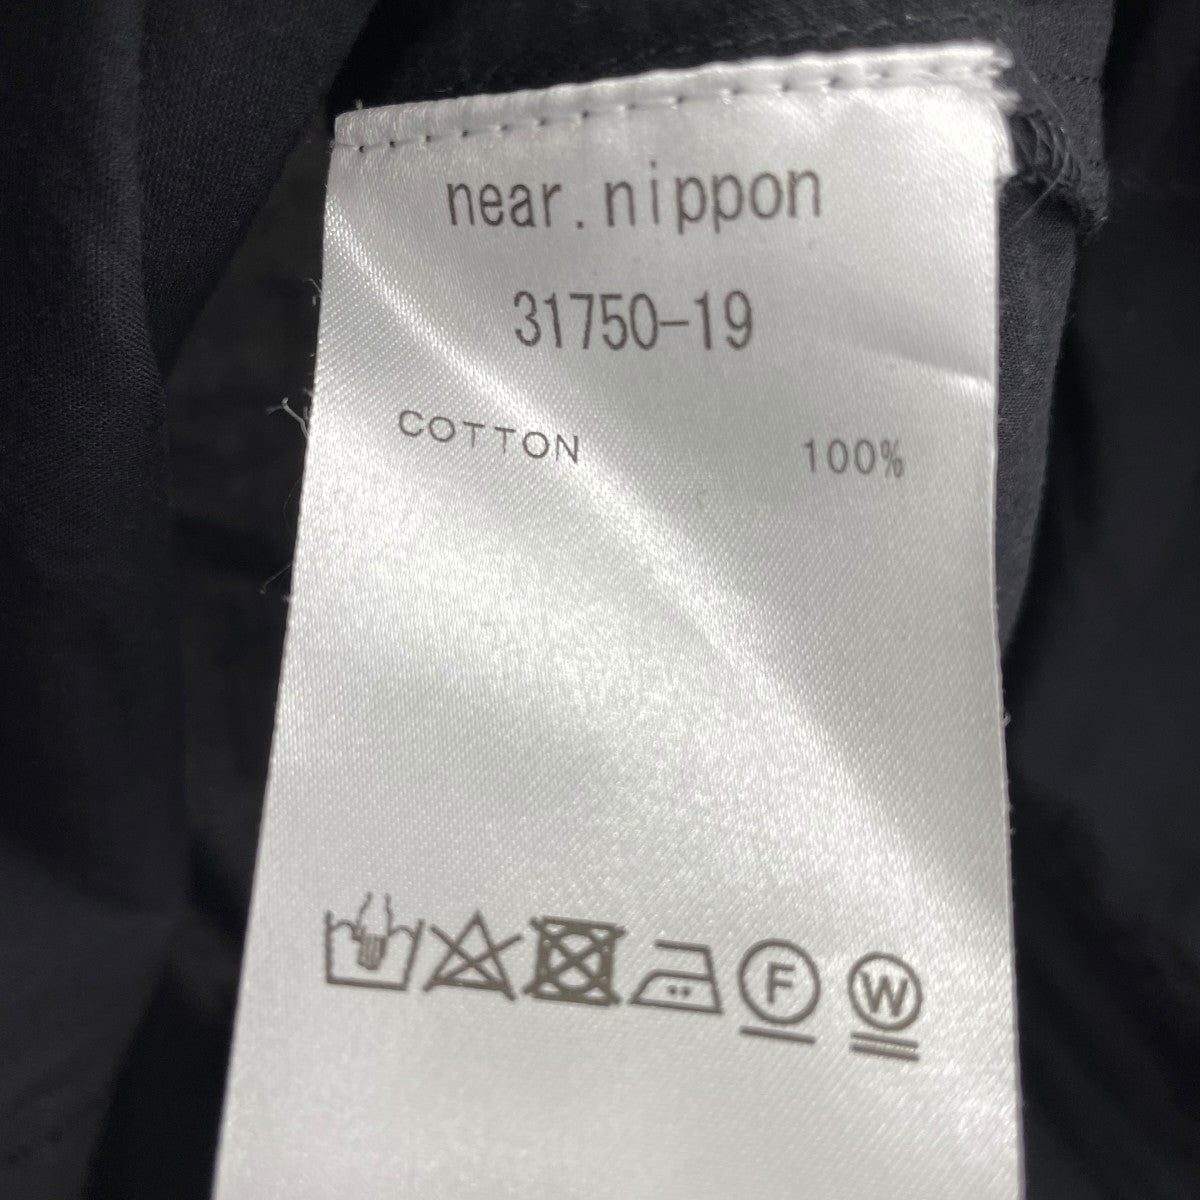 near.nippon
31750-19
COTTON 100%
F W